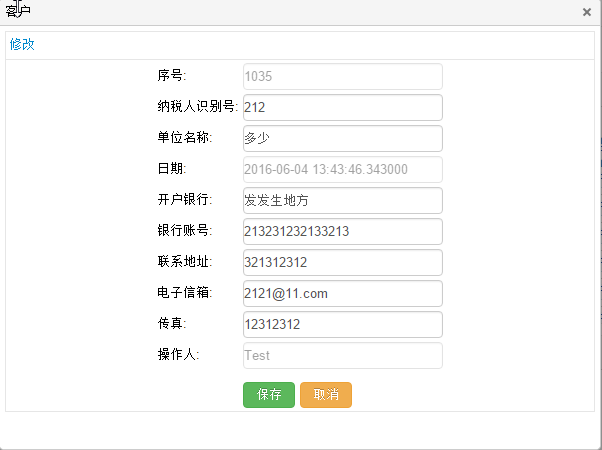 客户
修改
序号: 1035
纳税人识别号: 212
单位名称: 多少
日期: 2016-06-04 13:43:46.343000
开户银行: 发发生地方
银行账号: 213231232133213
联系地址: 321312312
电子信箱: 2121@11.com
传真: 12312312
操作人: Test
保存 取消